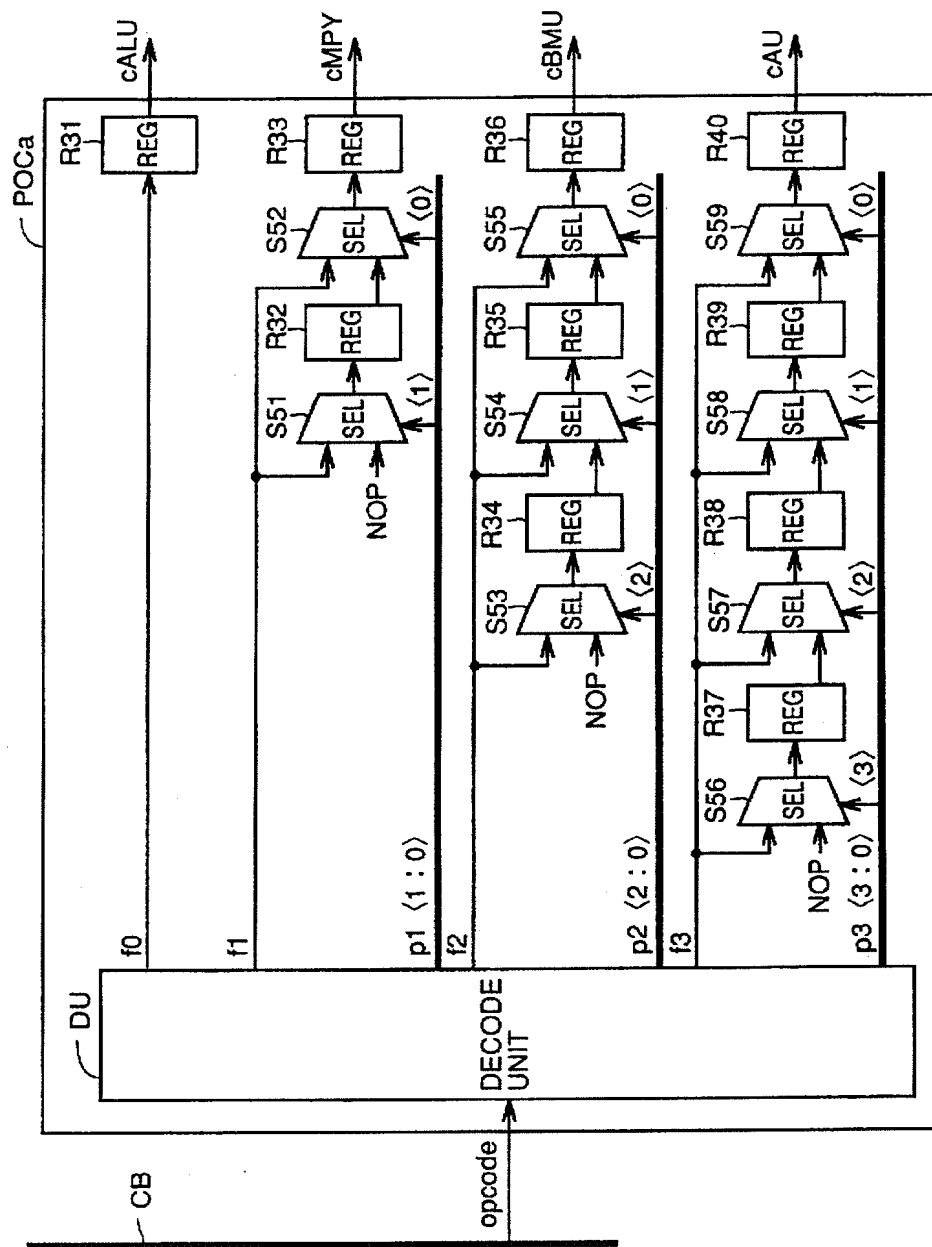 CB
opcode
POCa
DU
DECODE
UNIT
f0
R31
REG
cALU
f1
S51
SEL
NOP
R32
REG
S52
SEL
R33
REG
cMPY
p1 ⟨1 : 0⟩
⟨1⟩
⟨0⟩
f2
S53
SEL
NOP
R34
REG
S54
SEL
R35
REG
S55
SEL
R36
REG
cBMU
p2 ⟨2 : 0⟩
⟨2⟩
⟨1⟩
⟨0⟩
f3
S56
SEL
NOP
R37
REG
S57
SEL
R38
REG
S58
SEL
R39
REG
S59
SEL
R40
REG
cAU
p3 ⟨3 : 0⟩
⟨3⟩
⟨2⟩
⟨1⟩
⟨0⟩